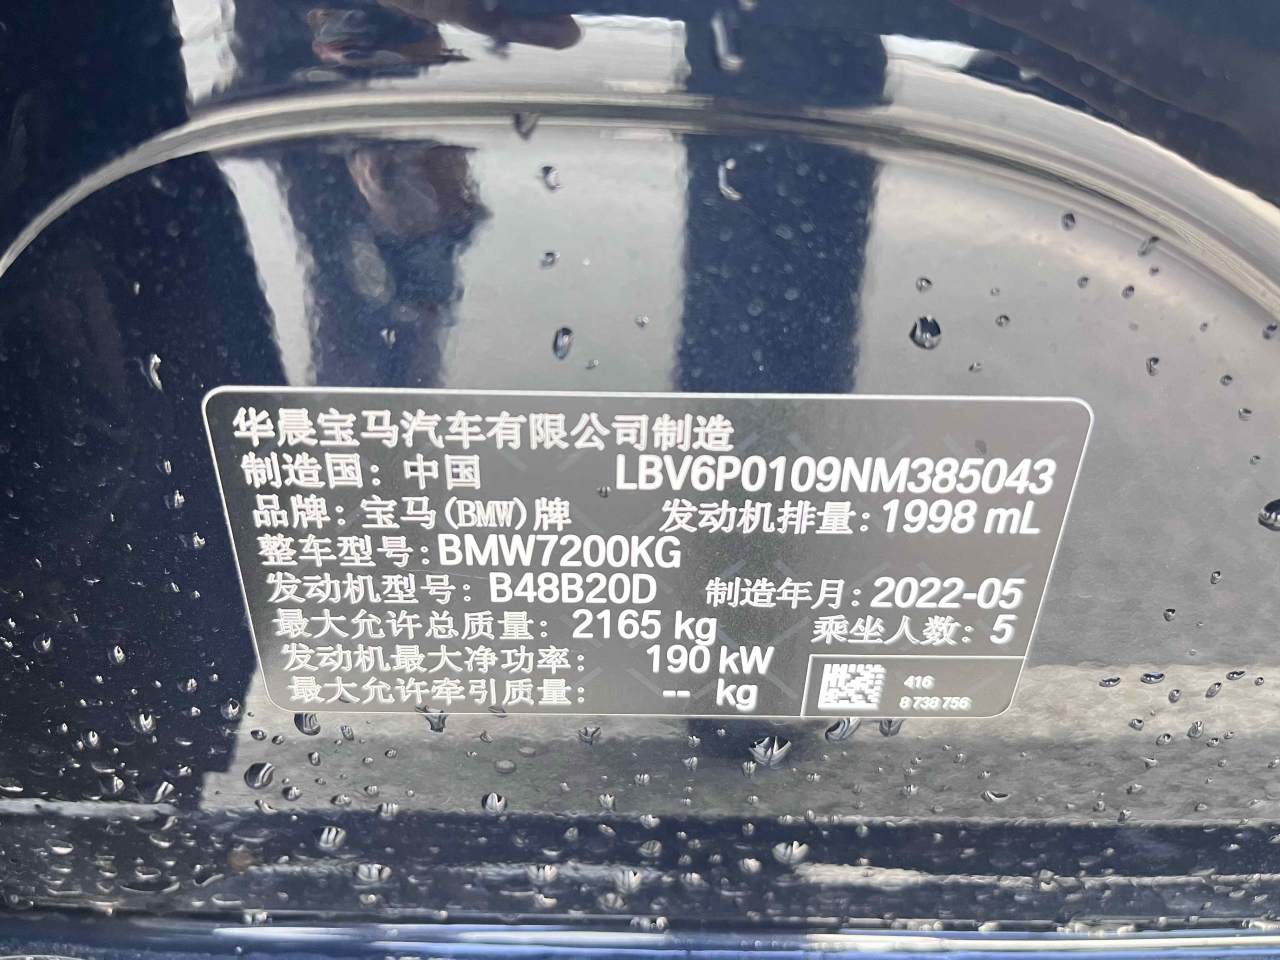 华晨宝马汽车有限公司制造
制造国：中国 LBV6P0109NM385043
品牌：宝马(BMW)牌 发动机排量：1998 mL
整车型号：BMW7200KG
发动机型号：B48B20D 制造年月：2022-05
最大允许总质量：2165 kg 乘坐人数：5
发动机最大净功率：190 kW
最大允许牵引质量：-- kg
416
8 738 756